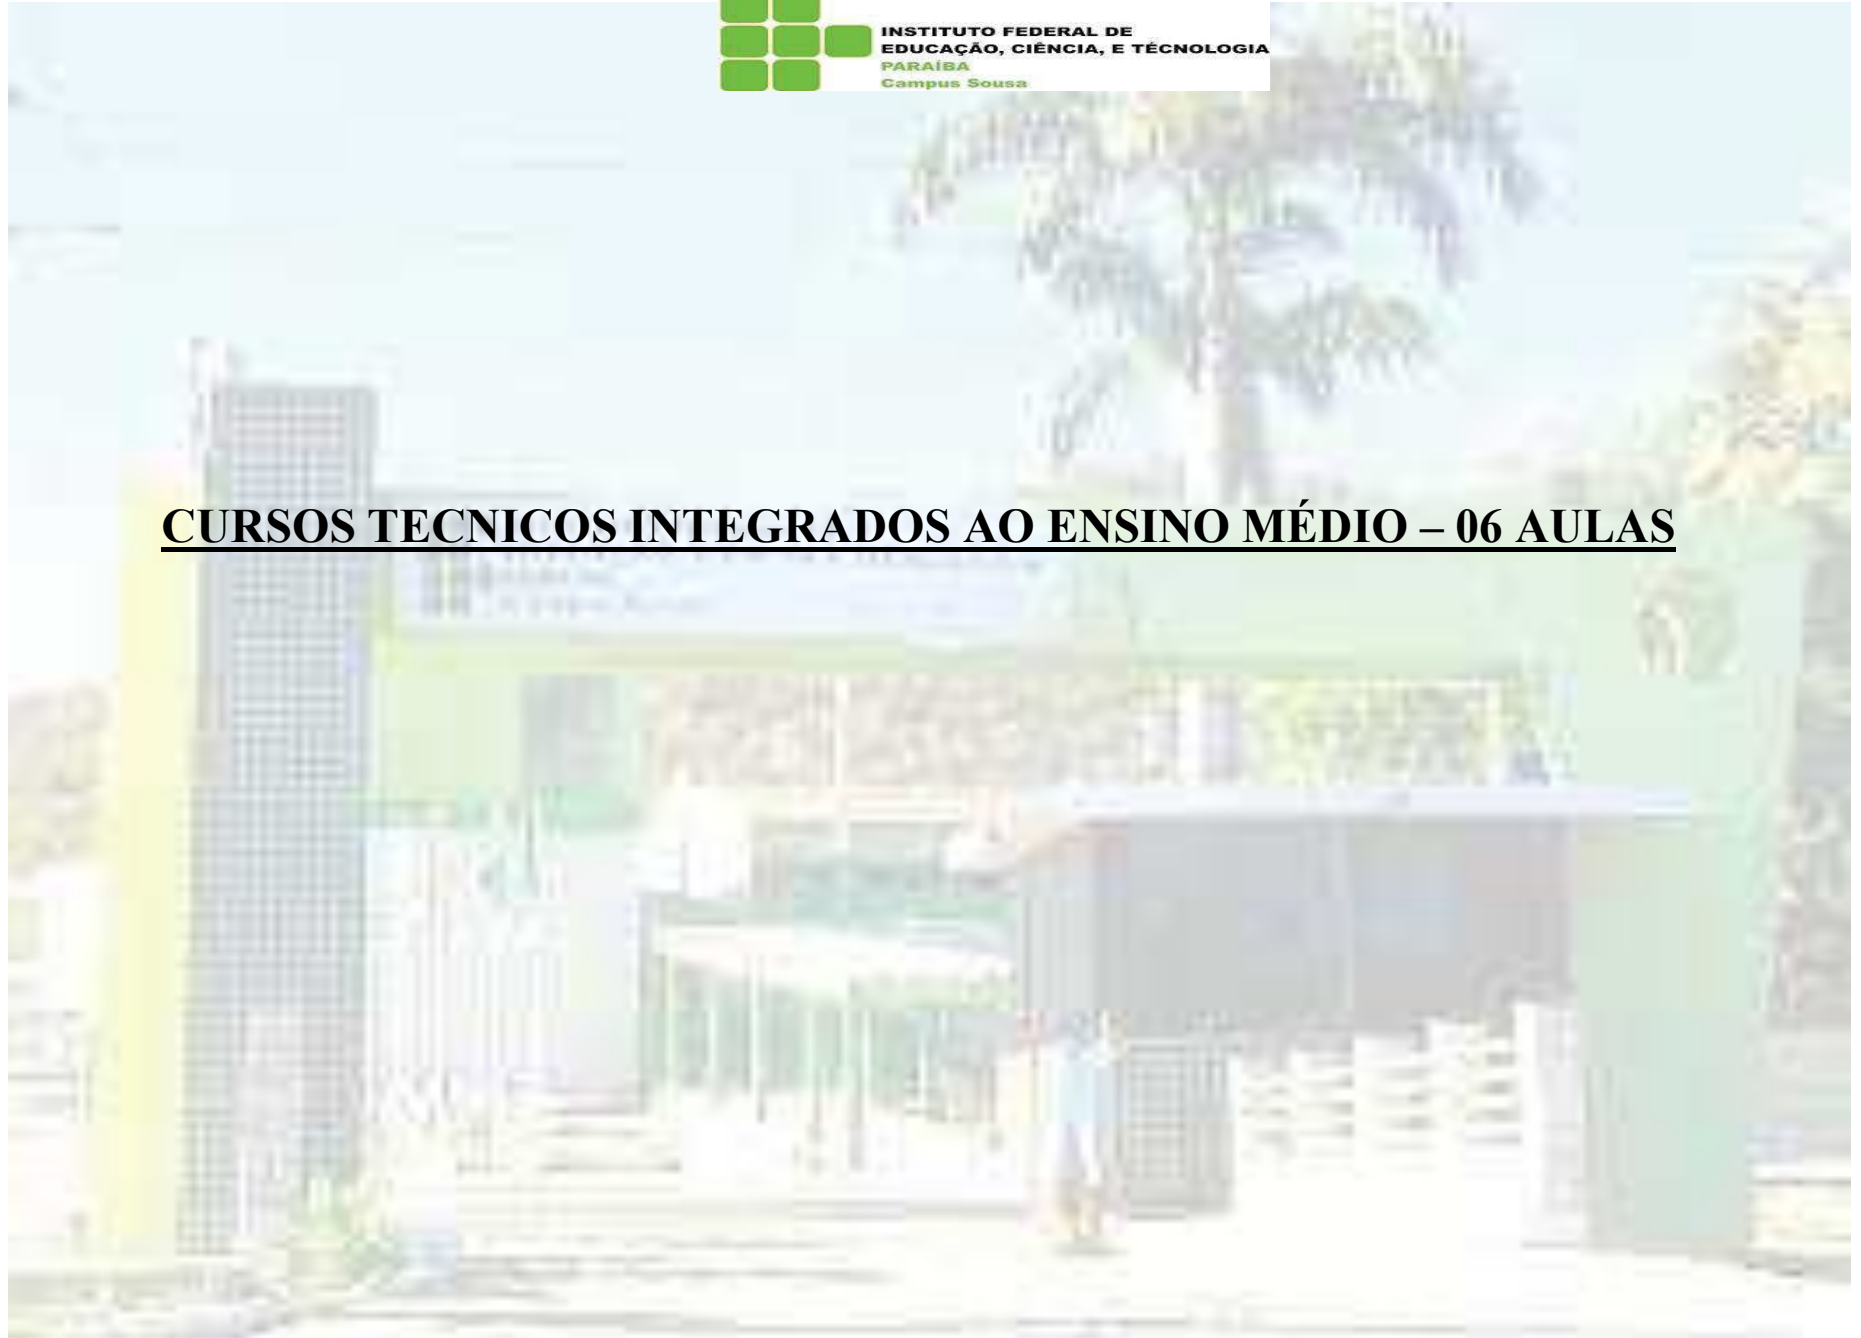 INSTITUTO FEDERAL DE
EDUCAÇÃO, CIÊNCIA, E TÉCNOLOGIA
PARAÍBA
Campus Sousa
CURSOS TECNICOS INTEGRADOS AO ENSINO MÉDIO – 06 AULAS